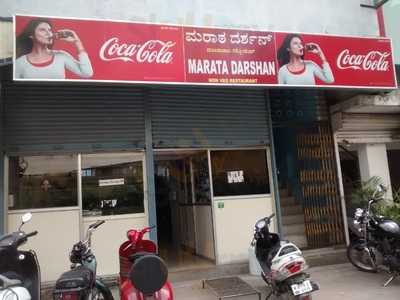 Coca-Cola
ಮರಾಠ ದರ್ಶನ್
MARATA DARSHAN
NON VEG RESTAURANT
Coca-Cola